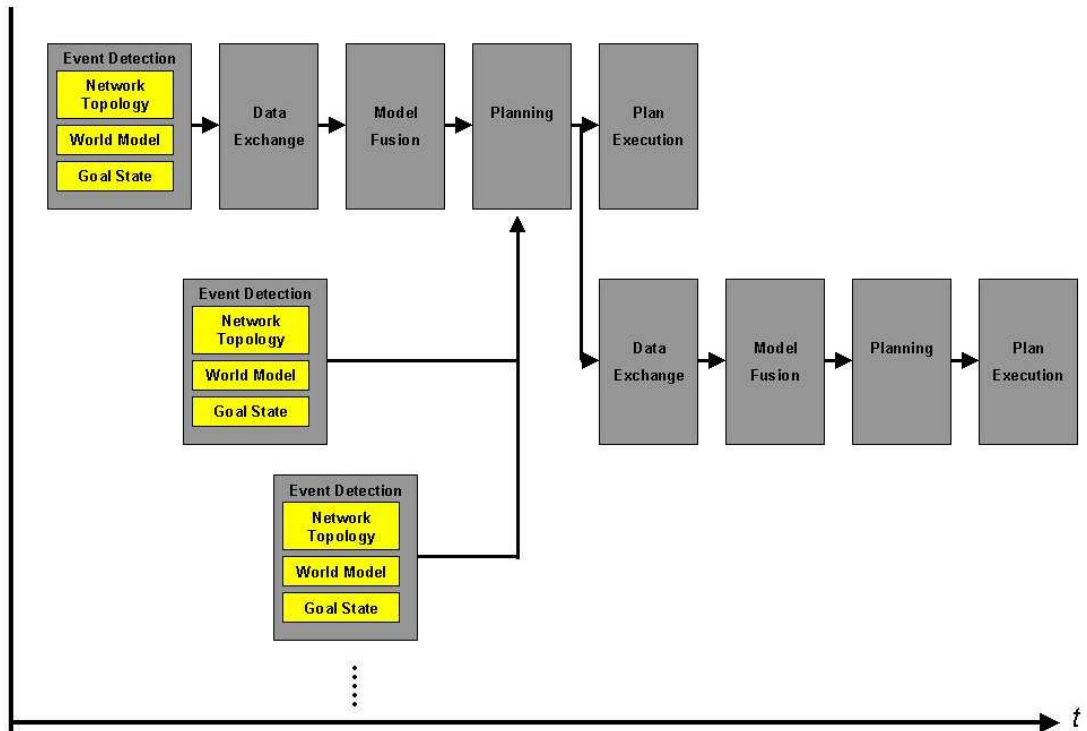 Event Detection
Network
Topology
World Model
Goal State
Data
Exchange
Model
Fusion
Planning
Plan
Execution
Event Detection
Network
Topology
World Model
Goal State
Data
Exchange
Model
Fusion
Planning
Plan
Execution
Event Detection
Network
Topology
World Model
Goal State
t